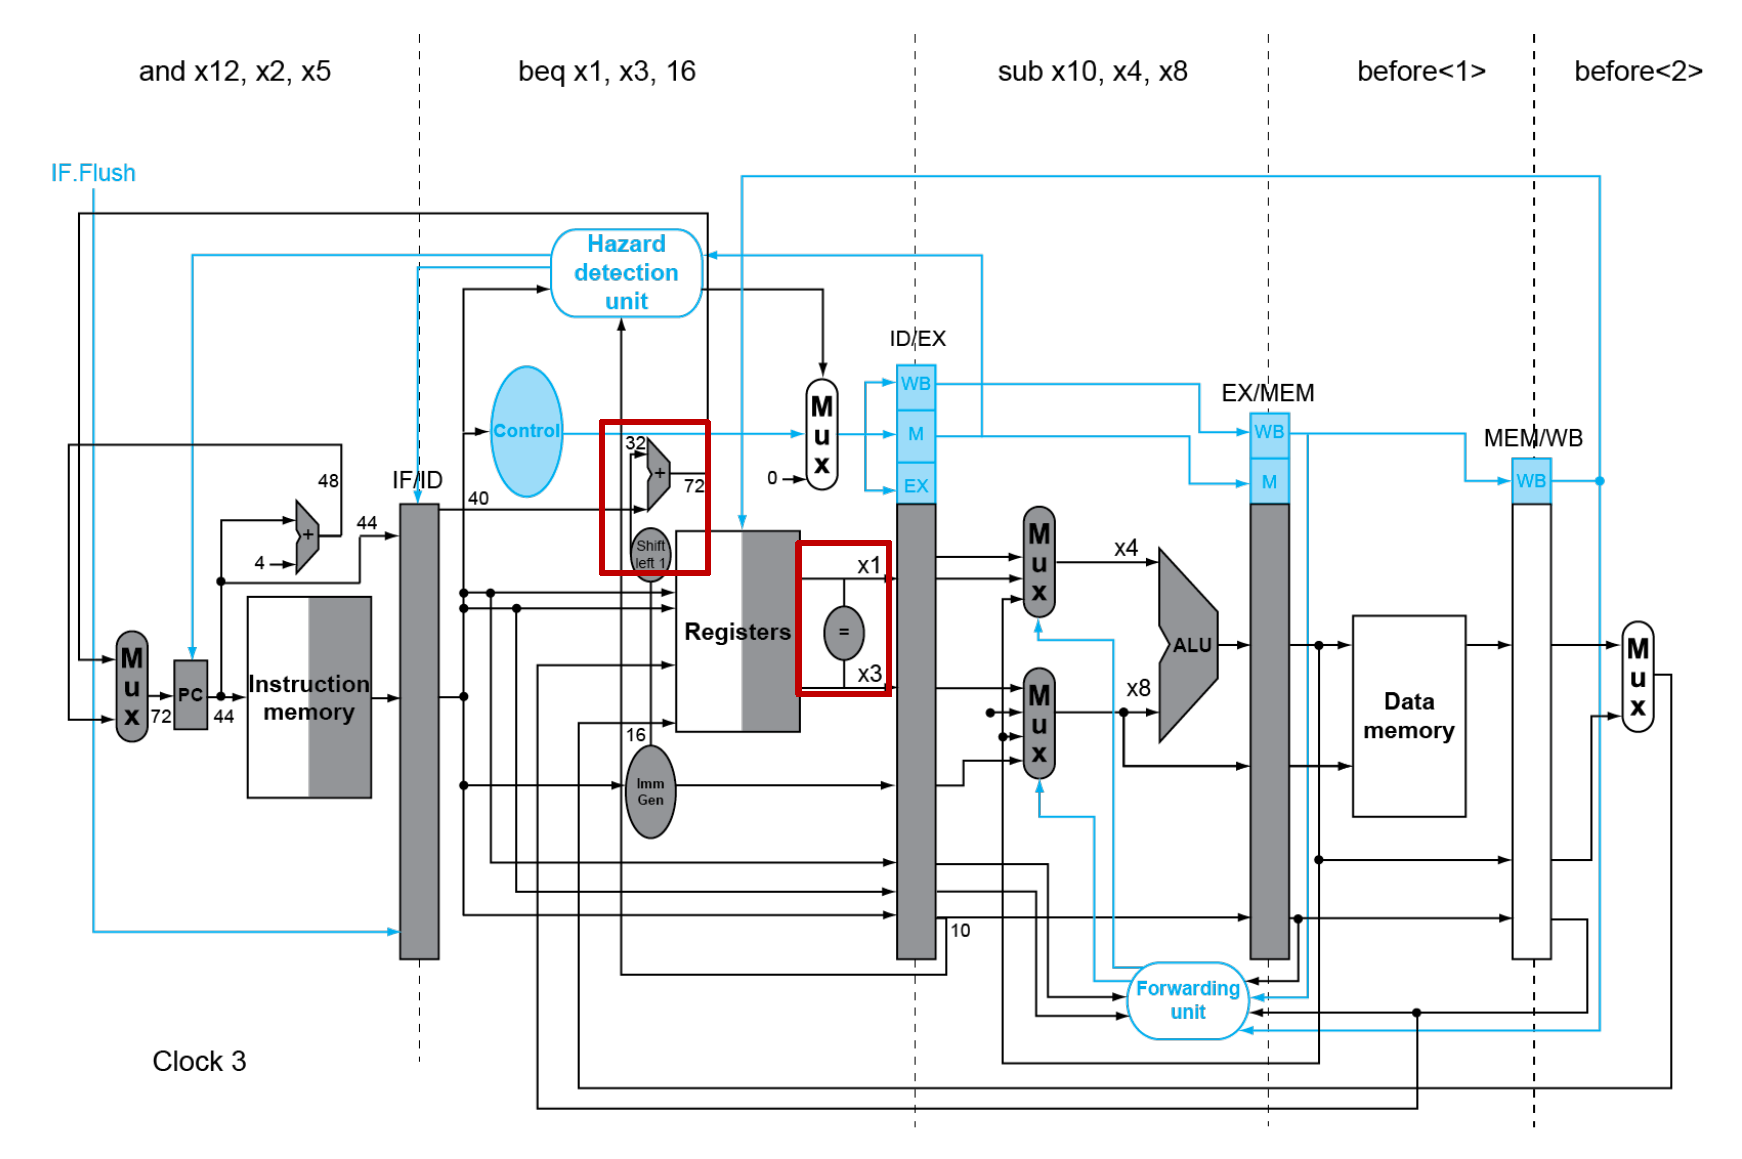 and x12, x2, x5
beq x1, x3, 16
sub x10, x4, x8
before<1>
before<2>
IF.Flush
Hazard
detection
unit
ID/EX
WB
M
EX
Control
M
u
x
0
32
+
72
EX/MEM
WB
M
MEM/WB
WB
IF/ID
40
48
44
+
4
Shift
left 1
x1
=
x3
Registers
M
u
x
x4
M
u
x
x8
ALU
M
u
x
72
PC
44
Instruction
memory
Data
memory
M
u
x
16
Imm
Gen
10
Forwarding
unit
Clock 3